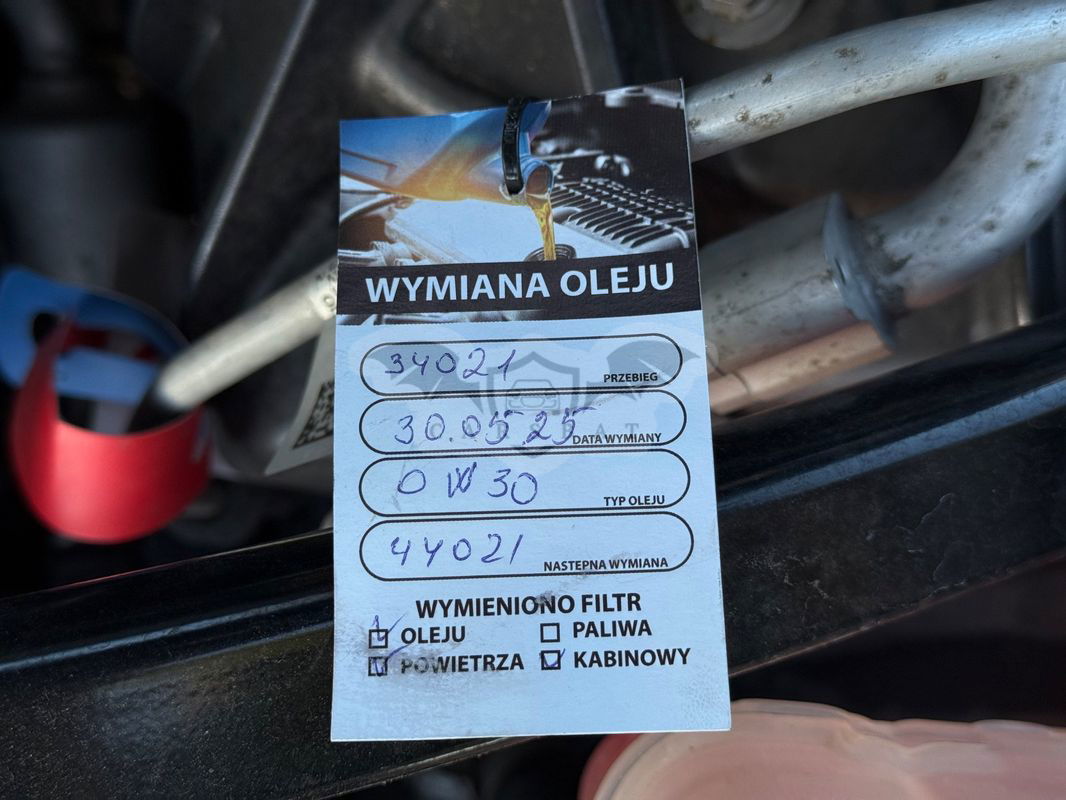 WYMIANA OLEJU
34021 PRZEBIEG
30.05.25 DATA WYMIANY
0W30 TYP OLEJU
44021 NASTEPNA WYMIANA
WYMIENIONO FILTR
OLEJU PALIWA
POWIETRZA KABINOWY